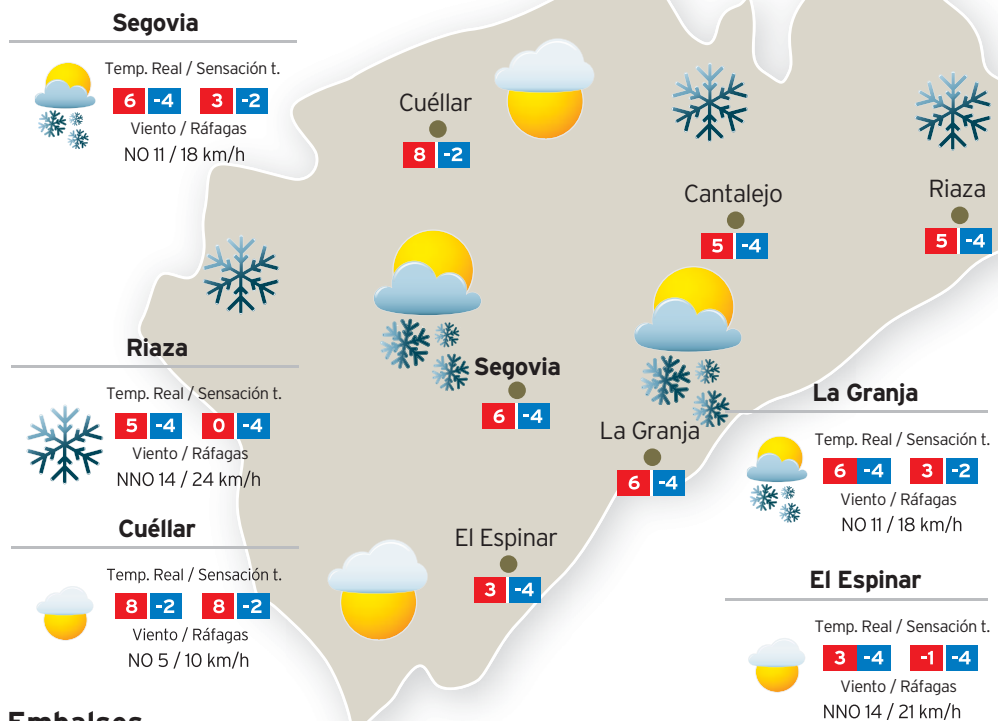 Segovia
Temp. Real / Sensación t.
6 -4 3 -2
Viento / Ráfagas
NO 11 / 18 km/h
Riaza
Temp. Real / Sensación t.
5 -4 0 -4
Viento / Ráfagas
NNO 14 / 24 km/h
Cuéllar
Temp. Real / Sensación t.
8 -2 8 -2
Viento / Ráfagas
NO 5 / 10 km/h
Embalses
Cuéllar
8 -2
Cantalejo
5 -4
Riaza
5 -4
Segovia
6 -4
La Granja
6 -4
El Espinar
3 -4
La Granja
Temp. Real / Sensación t.
6 -4 3 -2
Viento / Ráfagas
NO 11 / 18 km/h
El Espinar
Temp. Real / Sensación t.
3 -4 -1 -4
Viento / Ráfagas
NNO 14 / 21 km/h